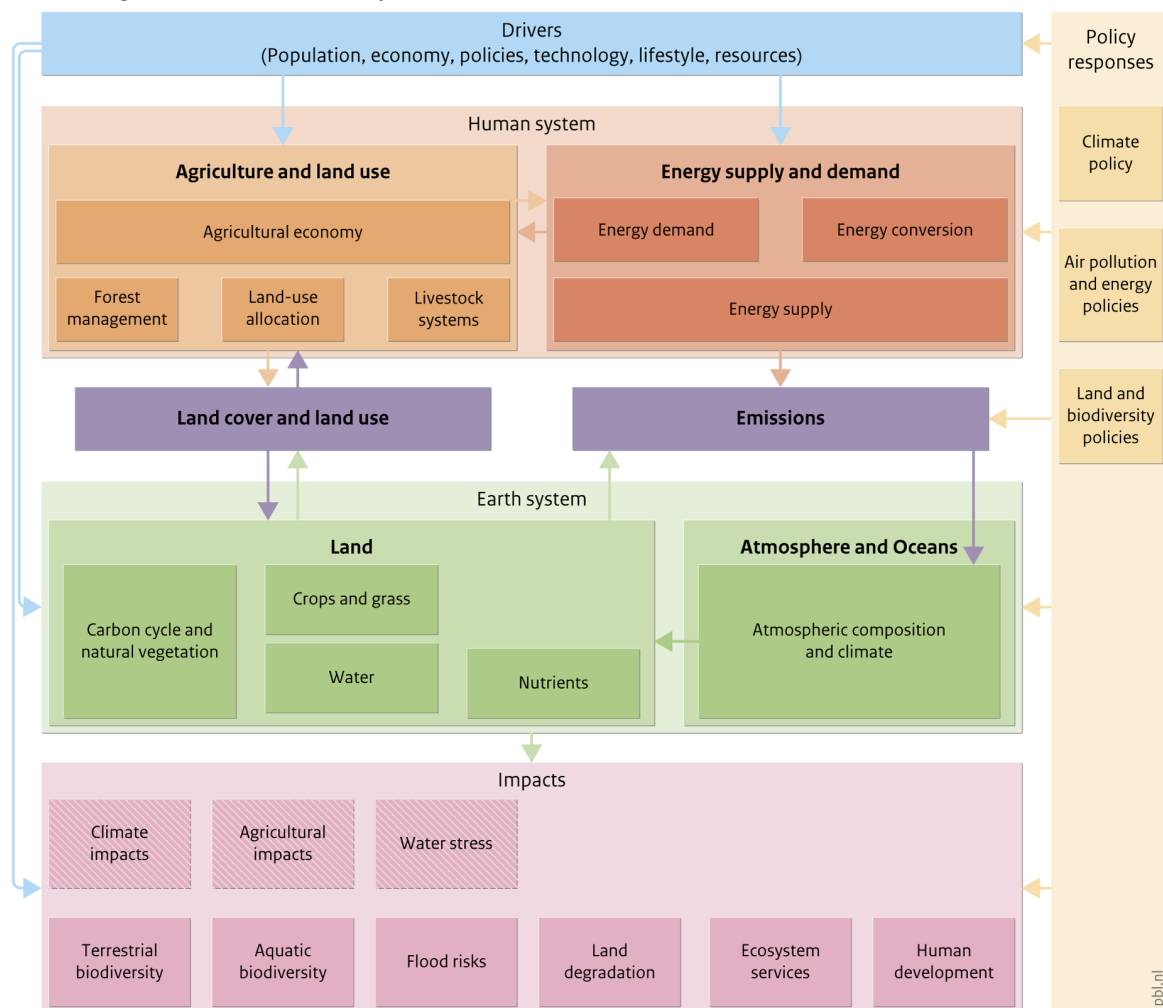 Drivers
(Population, economy, policies, technology, lifestyle, resources)
Policy
responses
Human system
Agriculture and land use
Agricultural economy
Forest
management
Land-use
allocation
Livestock
systems
Energy supply and demand
Energy demand
Energy conversion
Energy supply
Climate
policy
Air pollution
and energy
policies
Land and
biodiversity
policies
Land cover and land use
Emissions
Earth system
Land
Carbon cycle and
natural vegetation
Crops and grass
Water
Nutrients
Atmosphere and Oceans
Atmospheric composition
and climate
Impacts
Climate
impacts
Agricultural
impacts
Water stress
Terrestrial
biodiversity
Aquatic
biodiversity
Flood risks
Land
degradation
Ecosystem
services
Human
development
pbl.nl